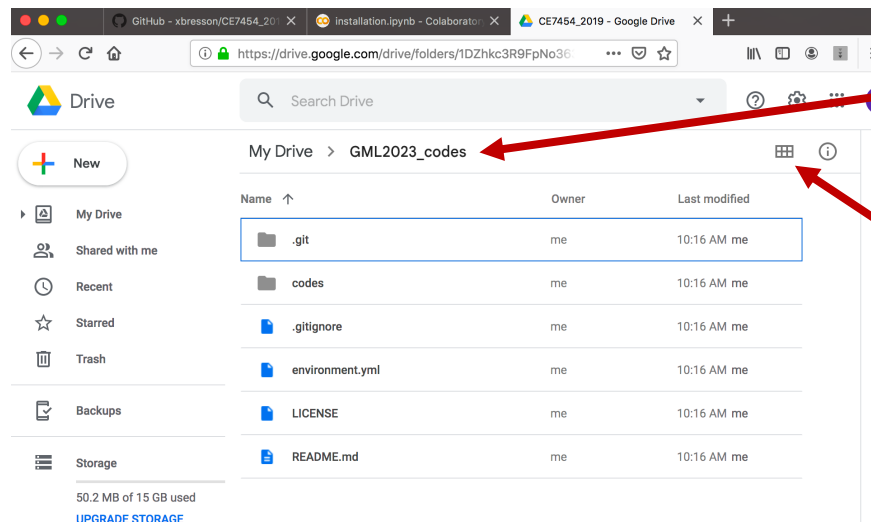 GitHub - xbresson/CE7454_201
installation.ipynb - Colaborator
CE7454_2019 - Google Drive
https://drive.google.com/drive/folders/1DZhkc3R9FpNo36
Drive
Search Drive
New
My Drive > GML2023_codes
Name Owner Last modified
My Drive
Shared with me
Recent
Starred
Trash
Backups
Storage
50.2 MB of 15 GB used
UPGRADE STORAGE
.git me 10:16 AM me
codes me 10:16 AM me
.gitignore me 10:16 AM me
environment.yml me 10:16 AM me
LICENSE me 10:16 AM me
README.md me 10:16 AM me